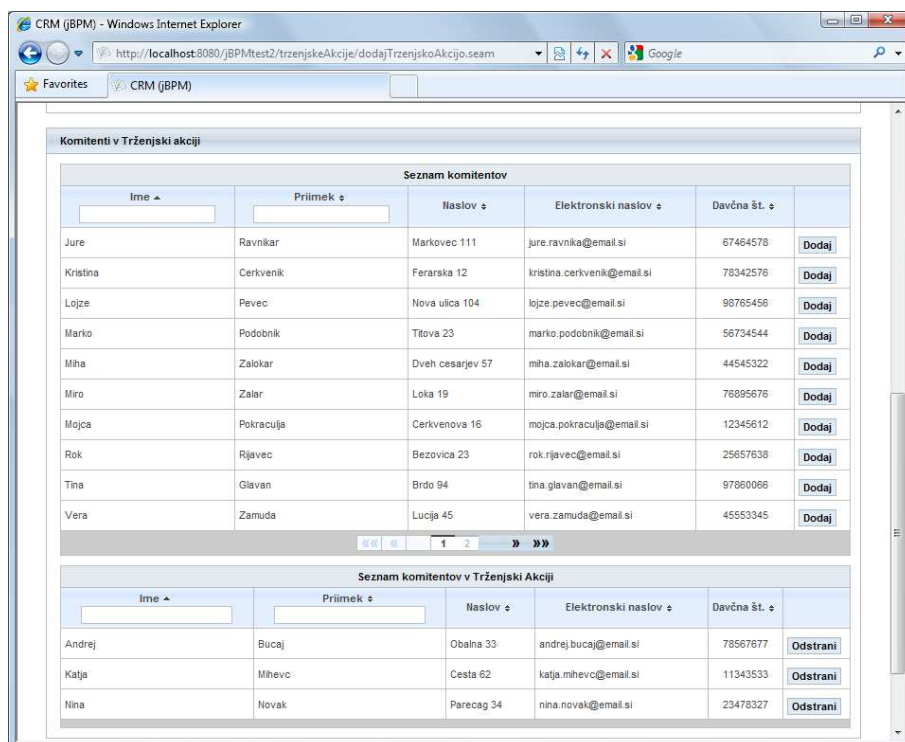 CRM (jBPM) - Windows Internet Explorer
http://localhost:8080/jBPMtest2/trzenjskeAkcije/dodajTrzenjskoAkcijo.seam Google
Favorites CRM (jBPM)
Komitenti v Trženjski akciji
Seznam komitentov
Ime Priimek Naslov Elektronski naslov Davčna št.
Jure Ravnikar Markovec 111 jure.ravnika@email.si 67464578 Dodaj
Kristina Cerkvenik Ferarska 12 kristina.cerkvenik@email.si 78342576 Dodaj
Lojze Pevec Nova ulica 104 lojze.pevec@email.si 98765456 Dodaj
Marko Podobnik Titova 23 marko.podobnik@email.si 56734544 Dodaj
Miha Zalokar Dveh cesarjev 57 miha.zalokar@email.si 44545322 Dodaj
Miro Zalar Loka 19 miro.zalar@email.si 76895676 Dodaj
Mojca Pokraculja Cerkvenova 16 mojca.pokraculja@email.si 12345612 Dodaj
Rok Rijavec Bezovica 23 rok.rijavec@email.si 25657638 Dodaj
Tina Glavan Brdo 94 tina.glavan@email.si 97860066 Dodaj
Vera Zamuda Lucija 45 vera.zamuda@email.si 45553345 Dodaj
«« « 1 2 » »»
Seznam komitentov v Trženjski Akciji
Ime Priimek Naslov Elektronski naslov Davčna št.
Andrej Bucaj Obalna 33 andrej.bucaj@email.si 78567677 Odstrani
Katja Mihevc Cesta 62 katja.mihevc@email.si 11343533 Odstrani
Nina Novak Parecag 34 nina.novak@email.si 23478327 Odstrani